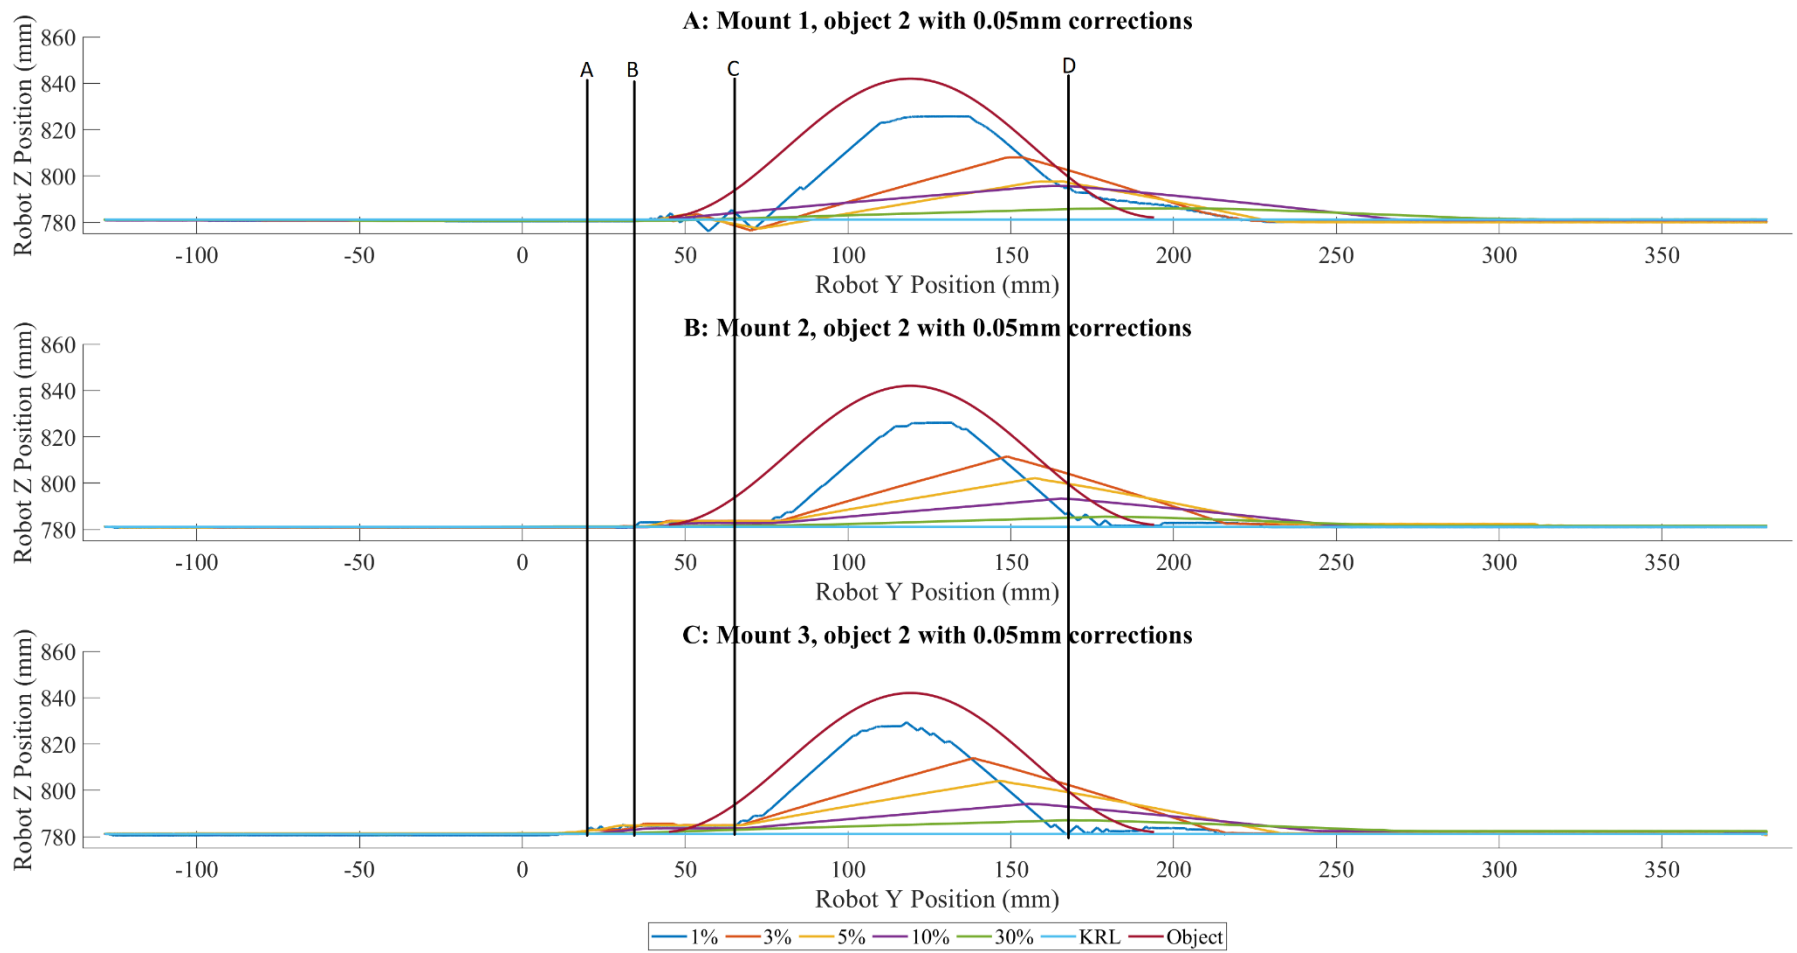 A: Mount 1, object 2 with 0.05mm corrections
Robot Z Position (mm)
860
840
820
800
780
A B C D
-100 -50 0 50 100 150 200 250 300 350
Robot Y Position (mm)
B: Mount 2, object 2 with 0.05mm corrections
Robot Z Position (mm)
860
840
820
800
780
-100 -50 0 50 100 150 200 250 300 350
Robot Y Position (mm)
C: Mount 3, object 2 with 0.05mm corrections
Robot Z Position (mm)
860
840
820
800
780
-100 -50 0 50 100 150 200 250 300 350
Robot Y Position (mm)
1% 3% 5% 10% 30% KRL Object